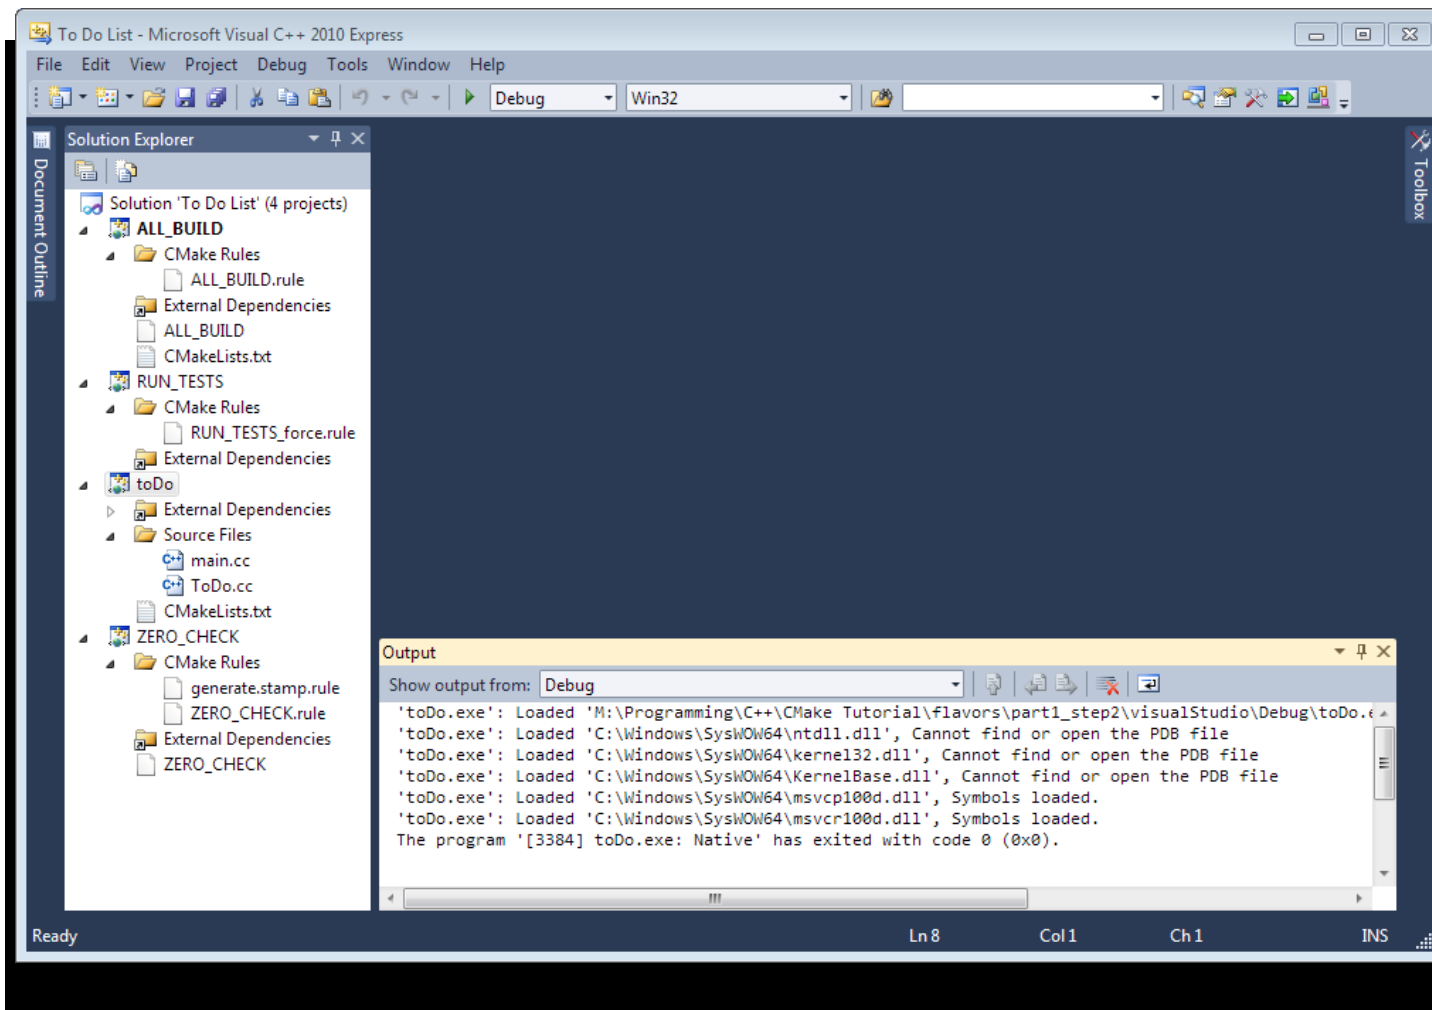 To Do List - Microsoft Visual C++ 2010 Express
File Edit View Project Debug Tools Window Help
Debug Win32
Document Outline
Solution Explorer
Toolbox
Solution 'To Do List' (4 projects)
ALL_BUILD
CMake Rules
ALL_BUILD.rule
External Dependencies
ALL_BUILD
CMakeLists.txt
RUN_TESTS
CMake Rules
RUN_TESTS_force.rule
External Dependencies
toDo
External Dependencies
Source Files
main.cc
ToDo.cc
CMakeLists.txt
ZERO_CHECK
CMake Rules
generate.stamp.rule
ZERO_CHECK.rule
External Dependencies
ZERO_CHECK
Output
Show output from: Debug
'toDo.exe': Loaded 'M:\Programming\C++\CMake Tutorial\flavors\part1_step2\visualStudio\Debug\toDo.e
'toDo.exe': Loaded 'C:\Windows\SysWOW64\ntdll.dll', Cannot find or open the PDB file
'toDo.exe': Loaded 'C:\Windows\SysWOW64\kernel32.dll', Cannot find or open the PDB file
'toDo.exe': Loaded 'C:\Windows\SysWOW64\KernelBase.dll', Cannot find or open the PDB file
'toDo.exe': Loaded 'C:\Windows\SysWOW64\msvcp100d.dll', Symbols loaded.
'toDo.exe': Loaded 'C:\Windows\SysWOW64\msvcr100d.dll', Symbols loaded.
The program '[3384] toDo.exe: Native' has exited with code 0 (0x0).
Ready Ln 8 Col 1 Ch 1 INS